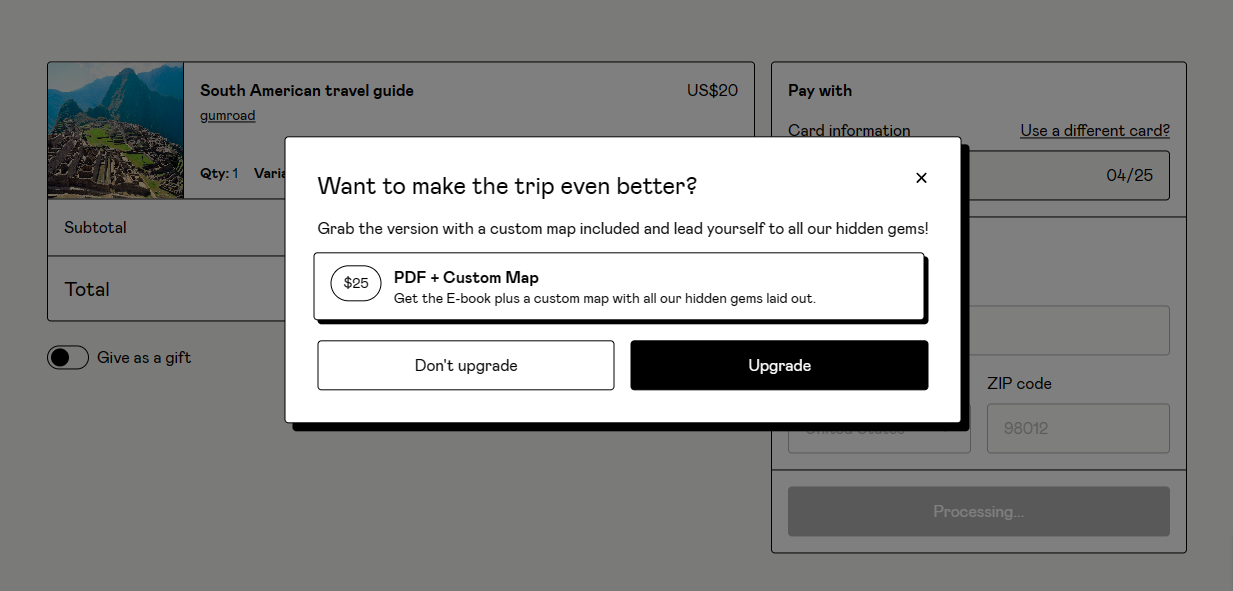 South American travel guide
US$20
gumroad
Qty: 1
Subtotal
Total
Give as a gift
Pay with
Card information
Use a different card?
04/25
ZIP code
98012
Processing...
Want to make the trip even better?
Grab the version with a custom map included and lead yourself to all our hidden gems!
$25
PDF + Custom Map
Get the E-book plus a custom map with all our hidden gems laid out.
Don't upgrade
Upgrade